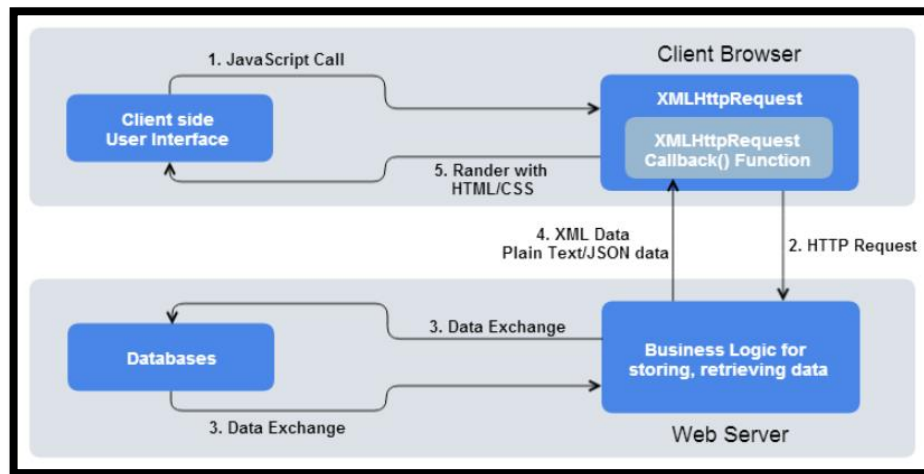 Client Browser
1. JavaScript Call
XMLHttpRequest
Client side
User Interface
XMLHttpRequest
Callback() Function
5. Rander with
HTML/CSS
4. XML Data
Plain Text/JSON data
2. HTTP Request
3. Data Exchange
Databases
Business Logic for
storing, retrieving data
3. Data Exchange
Web Server